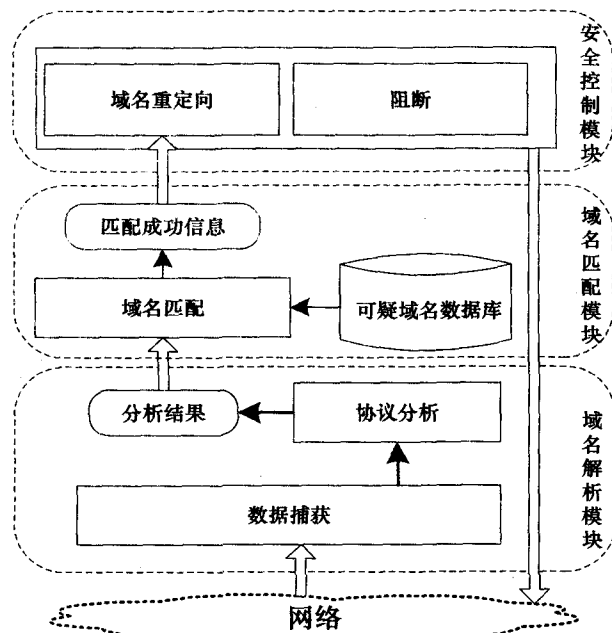 安全控制模块
域名重定向
阻断
域名匹配模块
匹配成功信息
域名匹配
可疑域名数据库
域名解析模块
分析结果
协议分析
数据捕获
网络